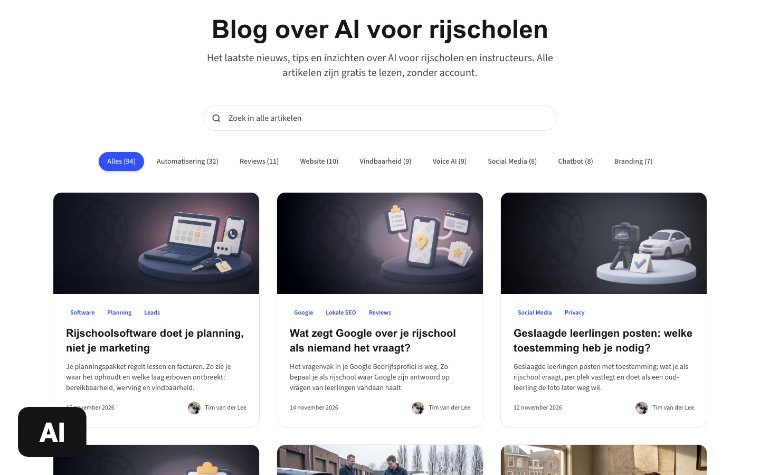 Blog over AI voor rijscholen
Het laatste nieuws, tips en inzichten over AI voor rijscholen en instructeurs. Alle
artikelen zijn gratis te lezen, zonder account.
Zoek in alle artikelen
Alles (94) Automatisering (32) Reviews (11) Website (10) Vindbaarheid (9) Voice AI (9) Social Media (8) Chatbot (8) Branding (7)
Software Planning Leads
Rijschoolsoftware doet je planning,
niet je marketing
Je planningspakket regelt lessen en facturen. Zo zie je
waar het ophoudt en welke laag erboven ontbreekt:
bereikbaarheid, werving en vindbaarheid.
november 2026 Tim van der Lee
Google Lokale SEO Reviews
Wat zegt Google over je rijschool
als niemand het vraagt?
Het vragenvak in je Google Bedrijfsprofiel is weg. Zo
bepaal je als rijschool waar Google zijn antwoord op
vragen van leerlingen vandaan haalt.
14 november 2026 Tim van der Lee
Social Media Privacy
Geslaagde leerlingen posten: welke
toestemming heb je nodig?
Geslaagde leerlingen posten met toestemming: wat je als
rijschool vraagt, per plek vastlegt en doet als een oud-
leerling de foto later weg wil.
12 november 2026 Tim van der Lee
AI